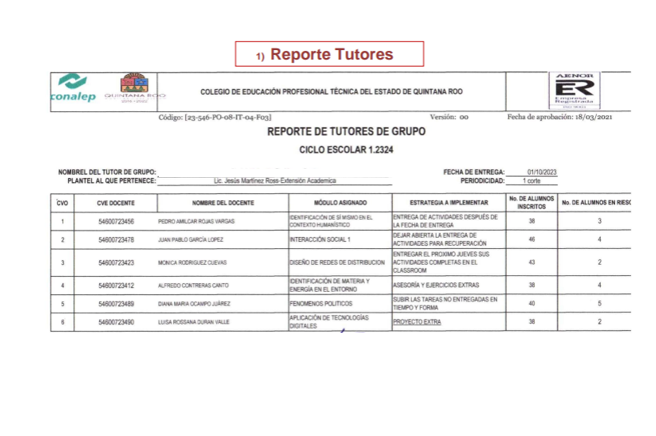 1) Reporte Tutores
conalep
QUINTANA ROO
COLEGIO DE EDUCACIÓN PROFESIONAL TÉCNICA DEL ESTADO DE QUINTANA ROO
AENOR
ER
Empresa
Registrada
Código: [23-546-PO-08-IT-04-F03] Versión: 00 Fecha de aprobación: 18/03/2021
REPORTE DE TUTORES DE GRUPO
CICLO ESCOLAR 1.2324
NOMBREL DEL TUTOR DE GRUPO: FECHA DE ENTREGA: 01/10/2023
PLANTEL AL QUE PERTENECE: Lic. Jesús Martínez Ross-Extensión Academica PERIODICIDAD: 1 corte
CVO CVE DOCENTE NOMBRE DEL DOCENTE MÓDULO ASIGNADO ESTRATEGIA A IMPLEMENTAR No. DE ALUMNOS INSCRITOS No. DE ALUMNOS EN RIESG
1 54600723456 PEDRO AMILCAR ROJAS VARGAS IDENTIFICACIÓN DE SÍ MISMO EN EL CONTEXTO HUMANÍSTICO ENTREGA DE ACTIVIDADES DESPUÉS DE LA FECHA DE ENTREGA 38 3
2 54600723478 JUAN PABLO GARCÍA LOPEZ INTERACCIÓN SOCIAL 1 DEJAR ABIERTA LA ENTREGA DE ACTIVIDADES PARA RECUPERACIÓN 46 4
3 54600723423 MONICA RODRIGUEZ CUEVAS DISEÑO DE REDES DE DISTRIBUCION ENTREGAR EL PROXIMO JUEVES SUS ACTIVIDADES COMPLETAS EN EL CLASSROOM 43 2
4 54600723412 ALFREDO CONTRERAS CANTO IDENTIFICACIÓN DE MATERIA Y ENERGÍA EN EL ENTORNO ASESORÍA Y EJERCICIOS EXTRAS 38 4
5 54600723489 DIANA MARIA OCAMPO JUÁREZ FENOMENOS POLÍTICOS SUBIR LAS TAREAS NO ENTREGADAS EN TIEMPO Y FORMA 40 5
6 54600723490 LUISA ROSSANA DURAN VALLE APLICACIÓN DE TECNOLOGÍAS DIGITALES PROYECTO EXTRA 38 2